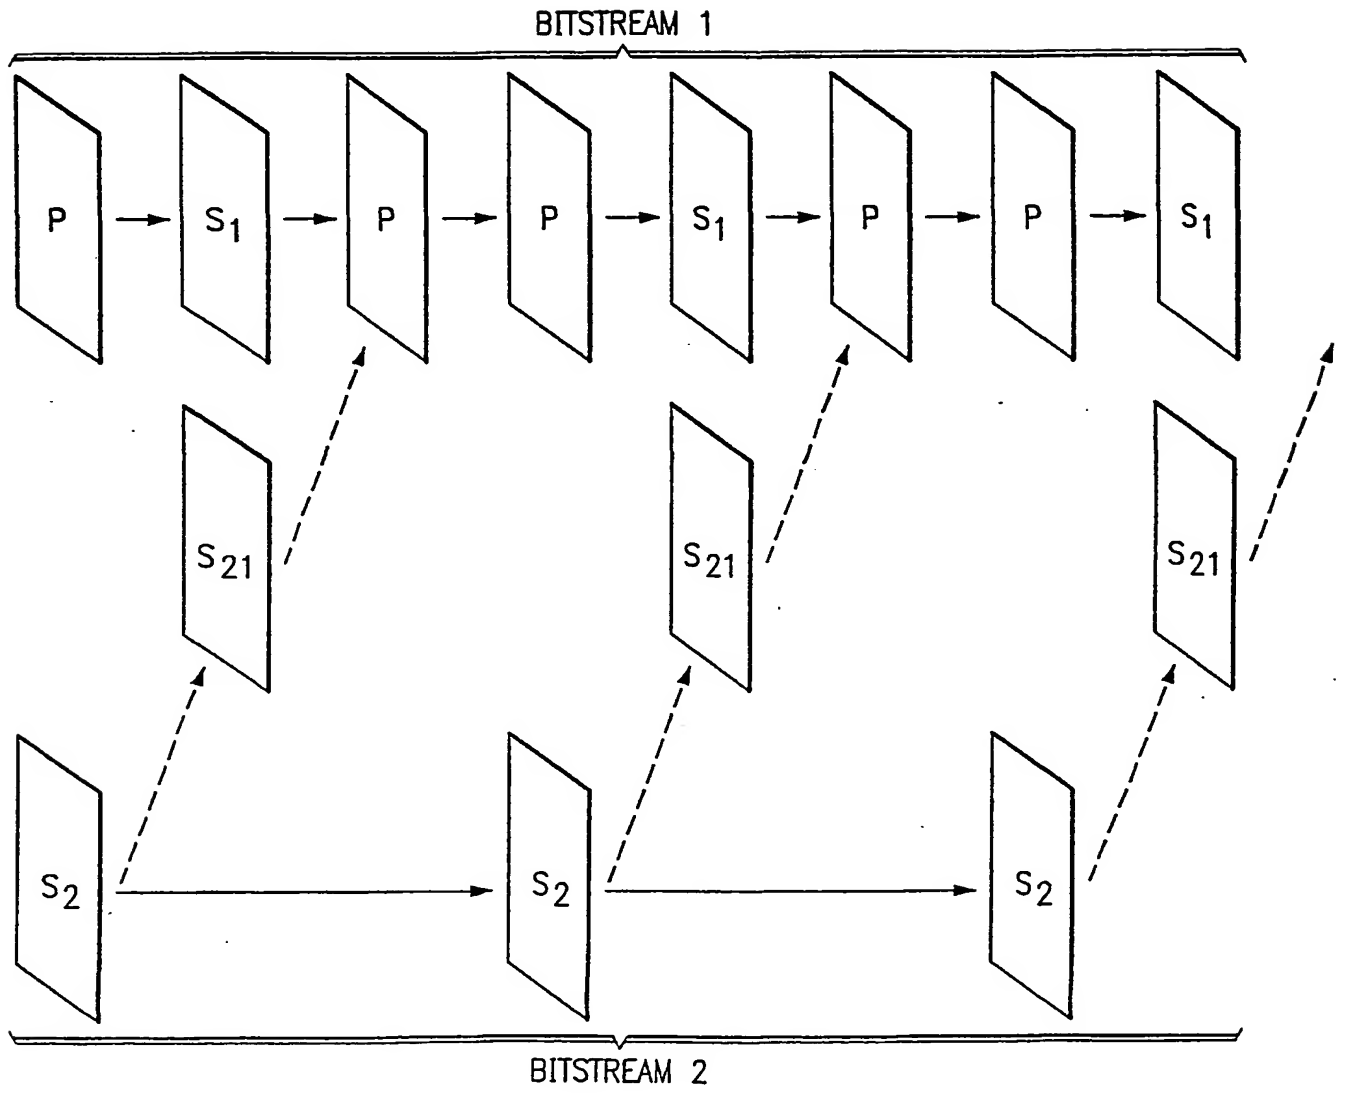 BITSTREAM 1
P S1 P P S1 P P S1
S21 S21 S21
S2 S2 S2
BITSTREAM 2